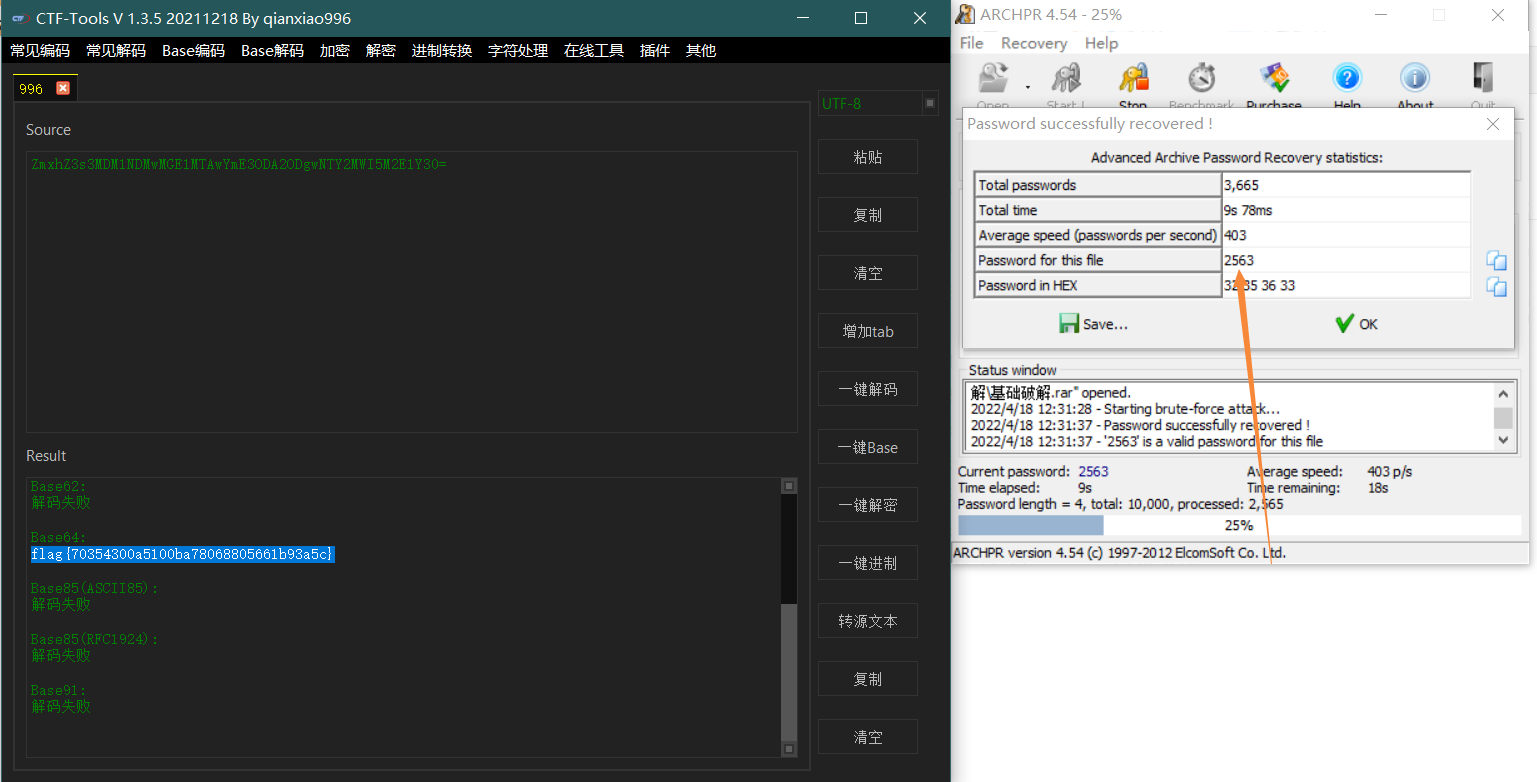 CTF-Tools V 1.3.5 20211218 By qianxiao996
常见编码 常见解码 Base编码 Base解码 加密 解密 进制转换 字符处理 在线工具 插件 其他
996
UTF-8
Source
ZmxhZ3s3MDM1NDMwMGE1MTAwYmE3ODA2ODgwNTY2MWI5M2E1Y30=
粘贴
复制
清空
增加tab
一键解码
一键Base
一键解密
一键进制
转源文本
复制
清空
Result
Base62:
解码失败
Base64:
flag{70354300a5100ba78068805661b93a5c}
Base85(ASCII85):
解码失败
Base85(RFC1924):
解码失败
Base91:
解码失败
ARCHPR 4.54 - 25%
File Recovery Help
Open Start ! Stop Benchmark Purchase Help About Quit
Password successfully recovered !
Advanced Archive Password Recovery statistics:
Total passwords 3,665
Total time 9s 78ms
Average speed (passwords per second) 403
Password for this file 2563
Password in HEX 32 35 36 33
Save... OK
Status window
解\基础破解.rar" opened.
2022/4/18 12:31:28 - Starting brute-force attack...
2022/4/18 12:31:37 - Password successfully recovered !
2022/4/18 12:31:37 - '2563' is a valid password for this file
Current password: 2563 Average speed: 403 p/s
Time elapsed: 9s Time remaining: 18s
Password length = 4, total: 10,000, processed: 2,565
25%
ARCHPR version 4.54 (c) 1997-2012 ElcomSoft Co. Ltd.